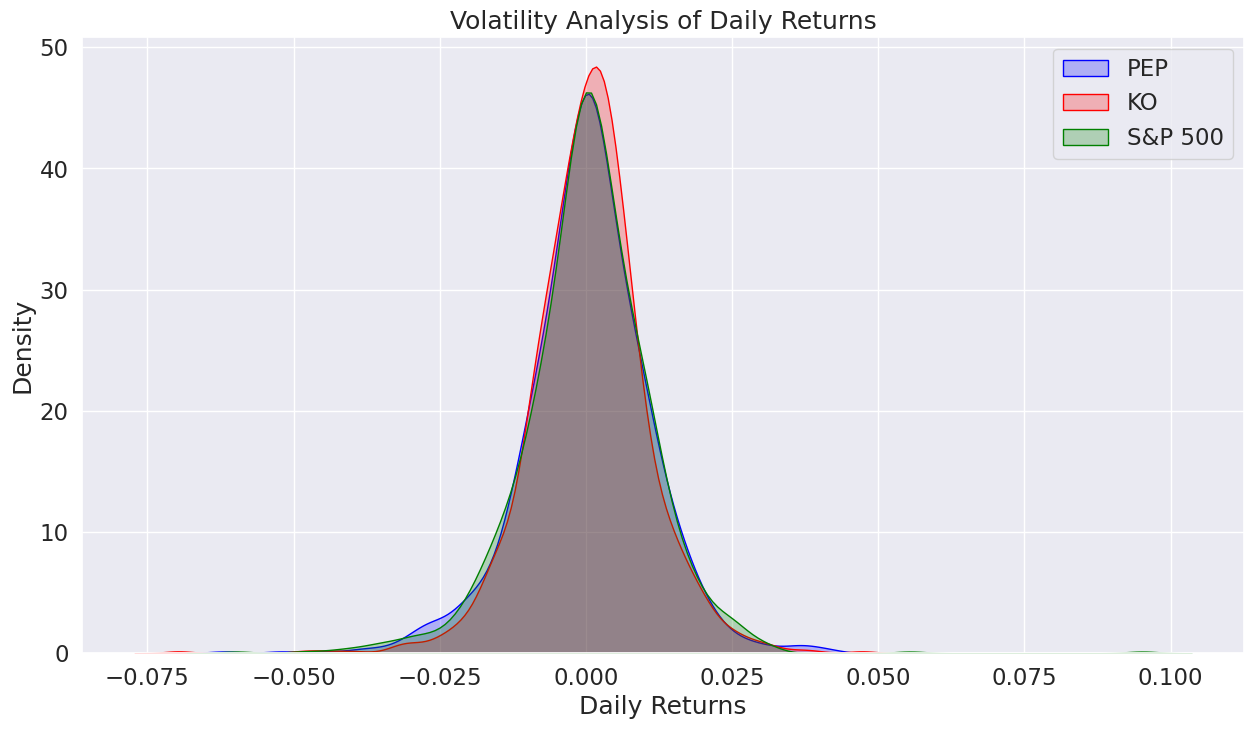 Volatility Analysis of Daily Returns
PEP
KO
S&P 500
Density
50
40
30
20
10
0
−0.075 −0.050 −0.025 0.000 0.025 0.050 0.075 0.100
Daily Returns